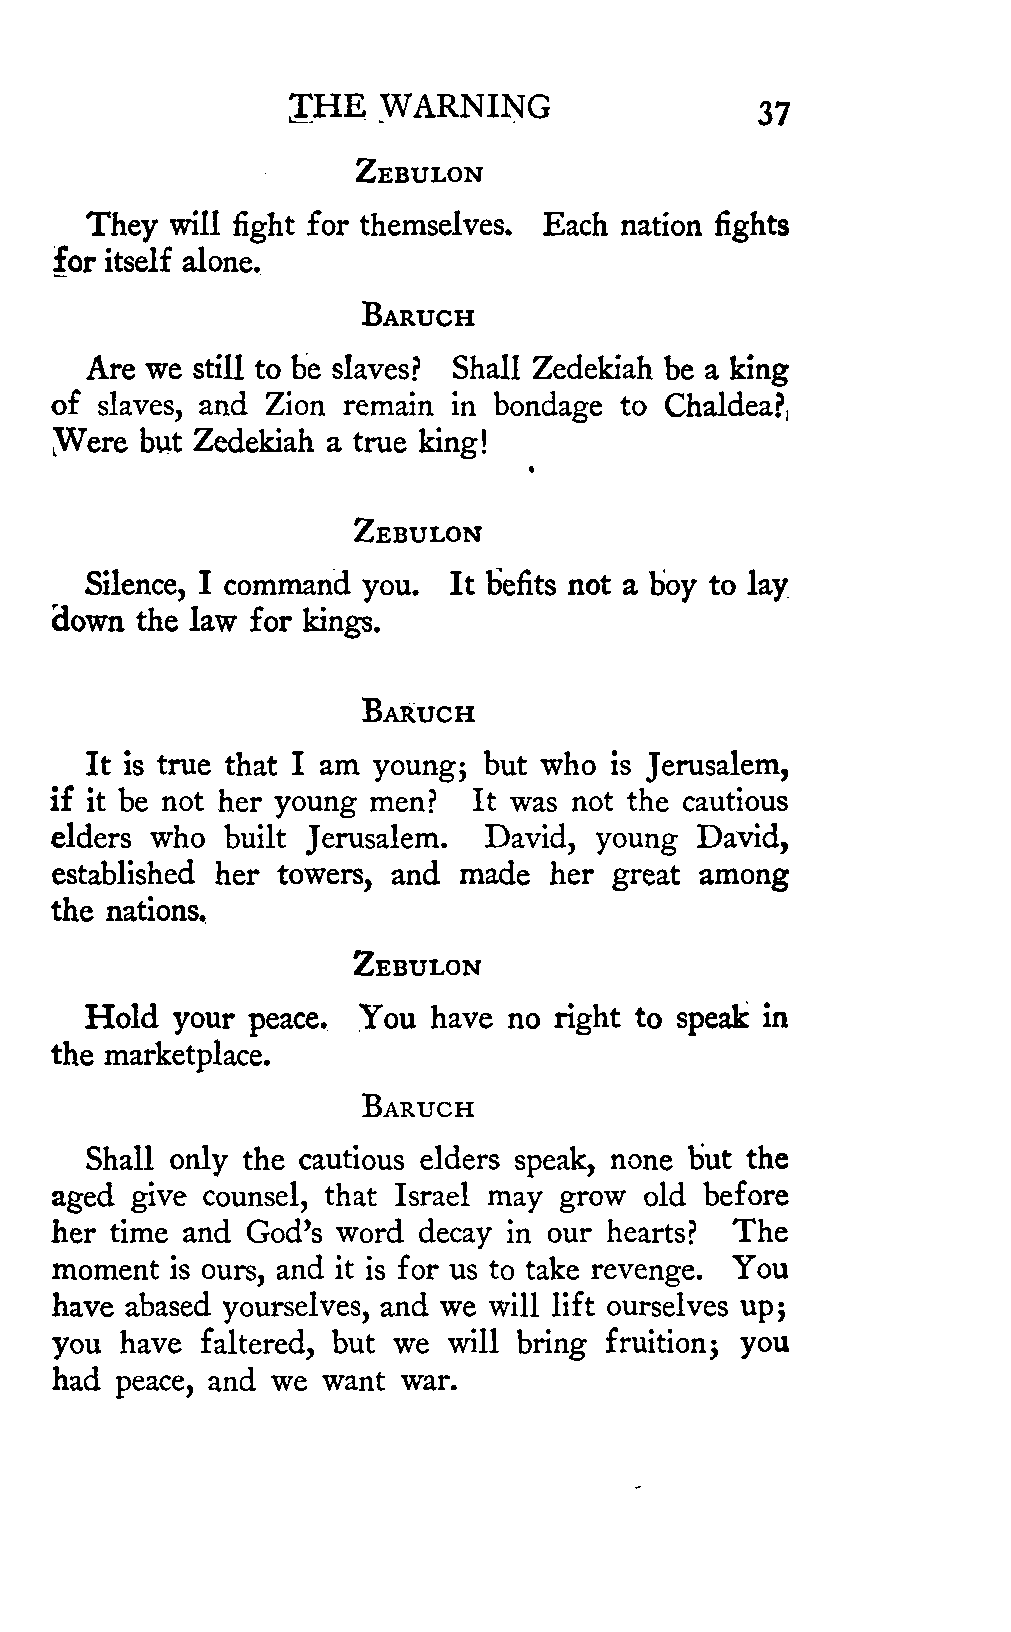 THE WARNING 37
ZEBULON
They will fight for themselves. Each nation fights
for itself alone.
BARUCH
Are we still to be slaves? Shall Zedekiah be a king
of slaves, and Zion remain in bondage to Chaldea?
Were but Zedekiah a true king!
ZEBULON
Silence, I command you. It befits not a boy to lay
down the law for kings.
BARUCH
It is true that I am young; but who is Jerusalem,
if it be not her young men? It was not the cautious
elders who built Jerusalem. David, young David,
established her towers, and made her great among
the nations.
ZEBULON
Hold your peace. You have no right to speak in
the marketplace.
BARUCH
Shall only the cautious elders speak, none but the
aged give counsel, that Israel may grow old before
her time and God's word decay in our hearts? The
moment is ours, and it is for us to take revenge. You
have abased yourselves, and we will lift ourselves up;
you have faltered, but we will bring fruition; you
had peace, and we want war.